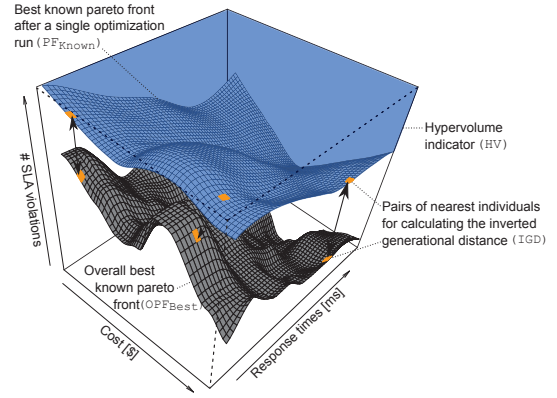 Best known pareto front
after a single optimization
run (PFKnown)
Hypervolume
indicator (HV)
Pairs of nearest individuals
for calculating the inverted
generational distance (IGD)
# SLA violations
Overall best
known pareto
front(OPFBest)
Cost [$]
Response times [ms]